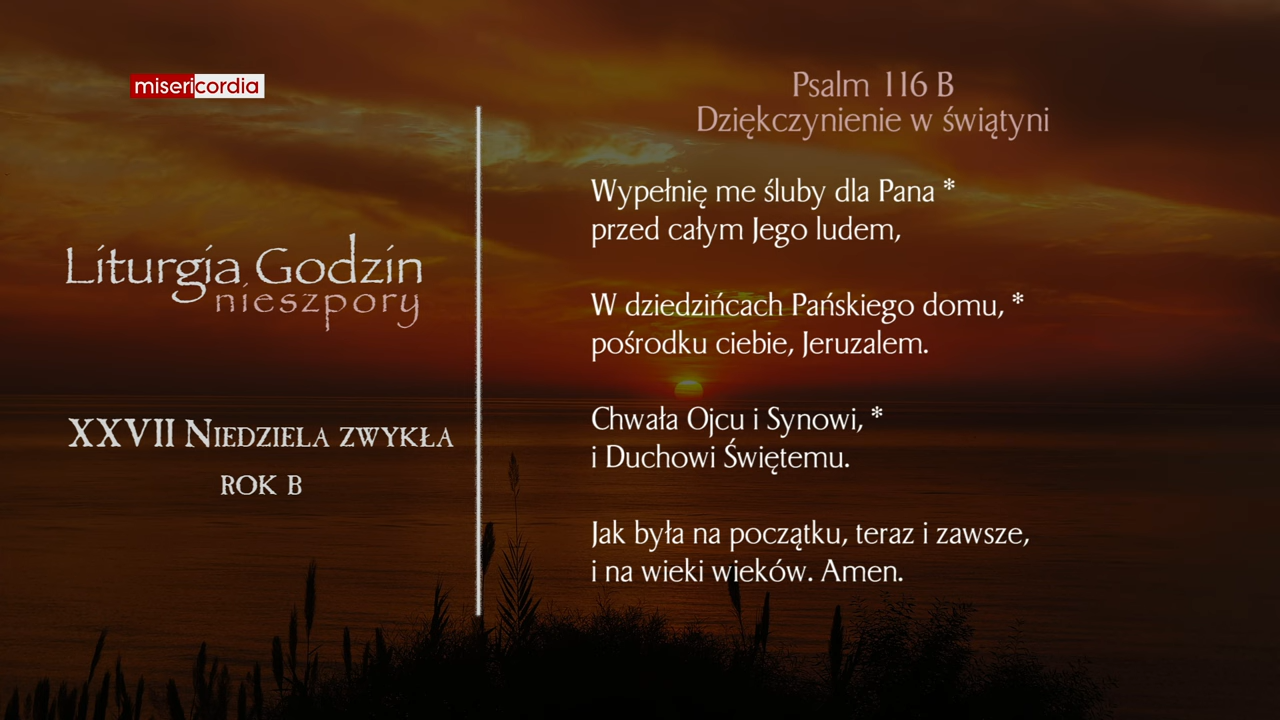 misericordia
Liturgia Godzin
nieszpory
XXVII Niedziela zwykła
rok B
Psalm 116 B
Dziękczynienie w świątyni
Wypełnię me śluby dla Pana *
przed całym Jego ludem,
W dziedzińcach Pańskiego domu, *
pośrodku ciebie, Jeruzalem.
Chwała Ojcu i Synowi, *
i Duchowi Świętemu.
Jak była na początku, teraz i zawsze,
i na wieki wieków. Amen.